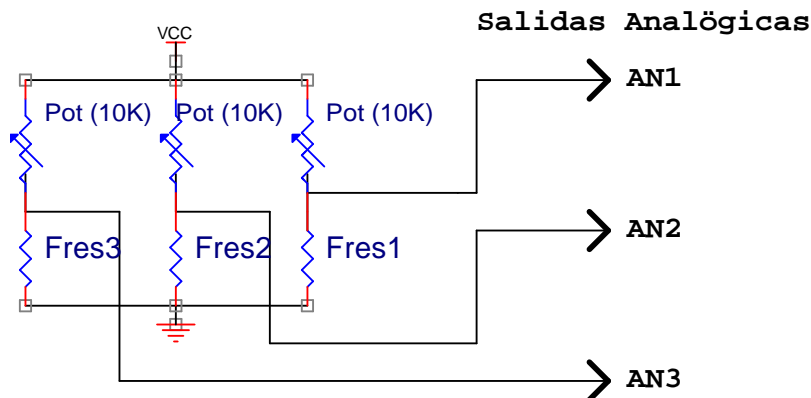 Salidas Analögicas
VCC
AN1
Pot (10K)
Pot (10K)
Pot (10K)
Fres3
Fres2
Fres1
AN2
AN3